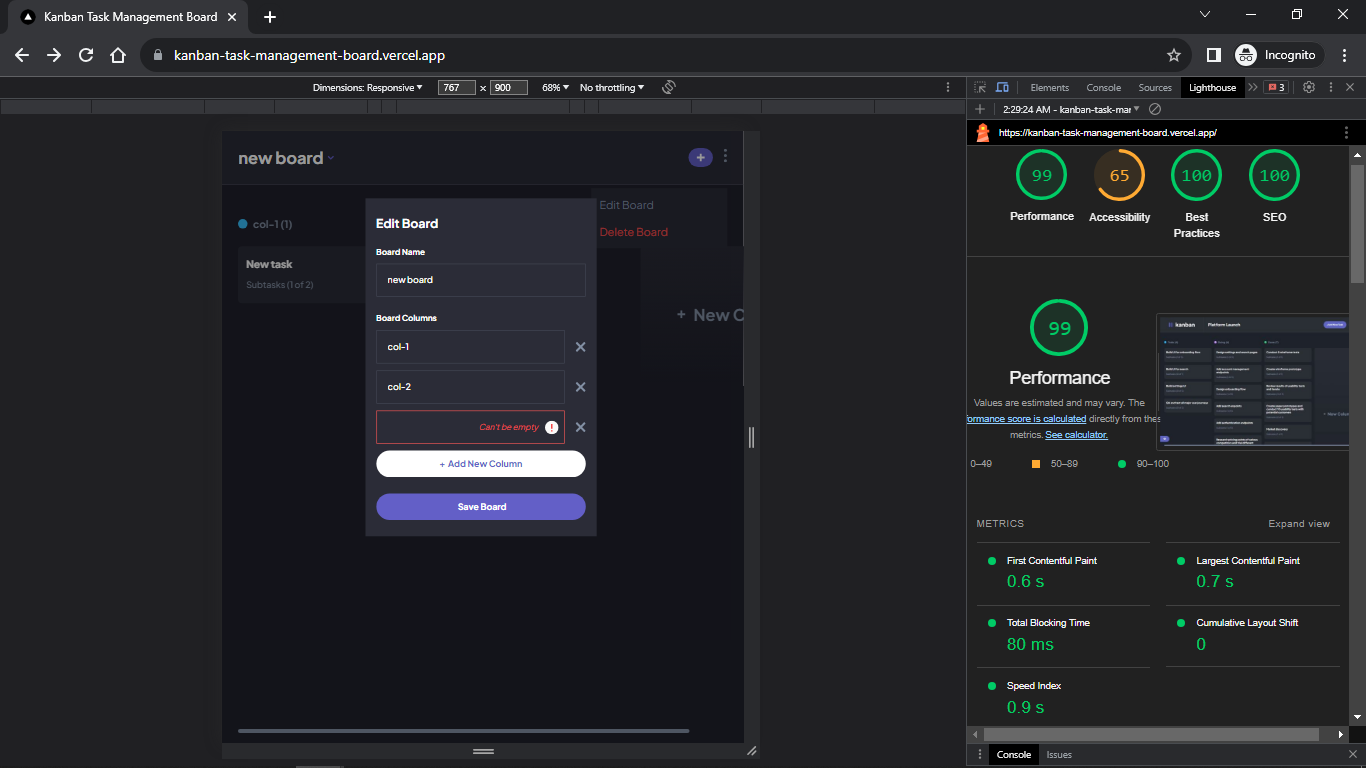 Kanban Task Management Board
kanban-task-management-board.vercel.app
Incognito
Dimensions: Responsive
767 x 900
68%
No throttling
Elements
Console
Sources
Lighthouse
3
2:29:24 AM - kanban-task-mar
https://kanban-task-management-board.vercel.app/
new board
+
Edit Board
Delete Board
col-1 (1)
New task
Subtasks (1 of 2)
+ New C
Edit Board
Board Name
new board
Board Columns
col-1
col-2
Can't be empty
!
+ Add New Column
Save Board
99
65
100
100
Performance
Accessibility
Best
Practices
SEO
99
Performance
Values are estimated and may vary. The
formance score is calculated directly from thes
metrics. See calculator.
0–49
50–89
90–100
kanban
Platform Launch
+ New Colum
METRICS
Expand view
First Contentful Paint
0.6 s
Largest Contentful Paint
0.7 s
Total Blocking Time
80 ms
Cumulative Layout Shift
0
Speed Index
0.9 s
Console
Issues